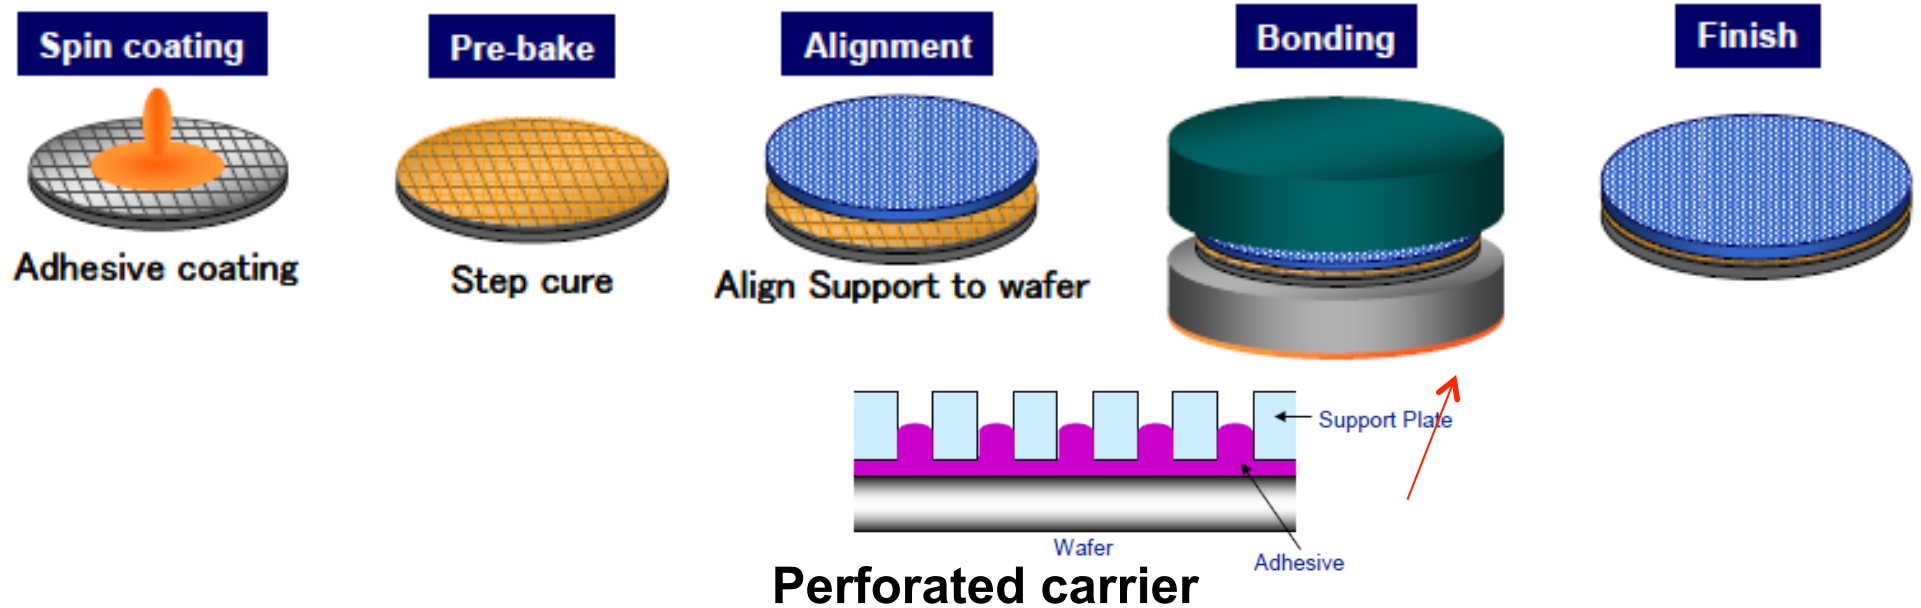 Spin coating
Pre-bake
Alignment
Bonding
Finish
Adhesive coating
Step cure
Align Support to wafer
Support Plate
Wafer
Adhesive
Perforated carrier